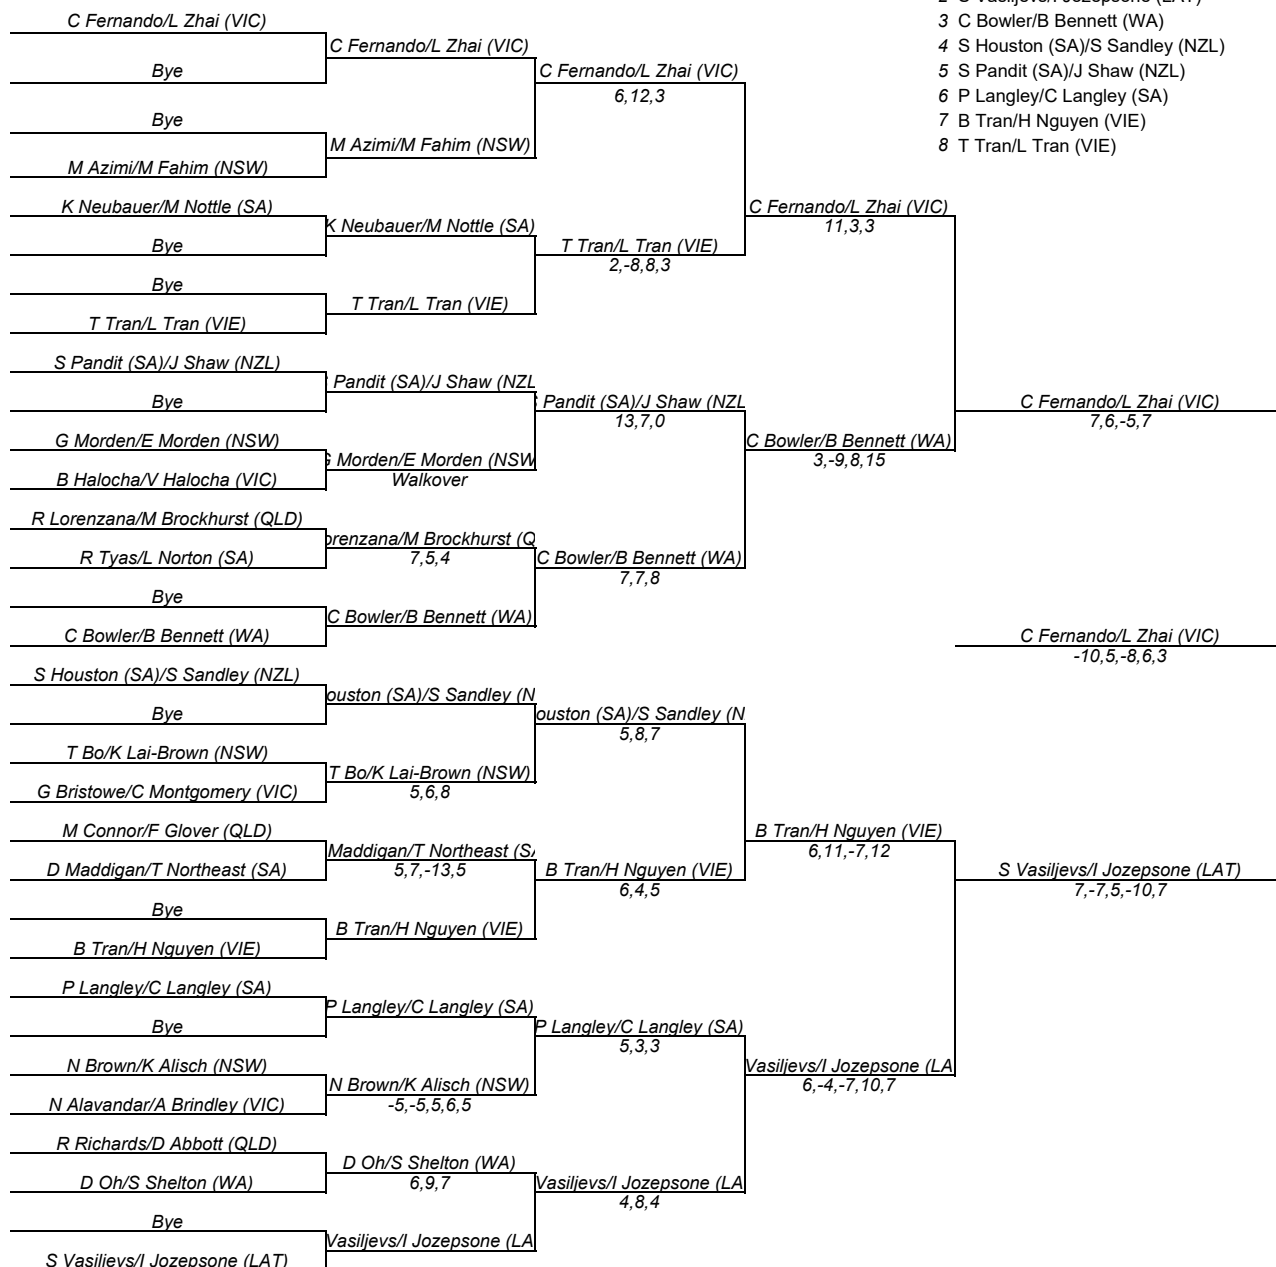 C Fernando/L Zhai (VIC)
Bye
Bye
M Azimi/M Fahim (NSW)
K Neubauer/M Nottle (SA)
Bye
Bye
T Tran/L Tran (VIE)
S Pandit (SA)/J Shaw (NZL)
Bye
G Morden/E Morden (NSW)
B Halocha/V Halocha (VIC)
R Lorenzana/M Brockhurst (QLD)
R Tyas/L Norton (SA)
Bye
C Bowler/B Bennett (WA)
S Houston (SA)/S Sandley (NZL)
Bye
T Bo/K Lai-Brown (NSW)
G Bristowe/C Montgomery (VIC)
M Connor/F Glover (QLD)
D Maddigan/T Northeast (SA)
Bye
B Tran/H Nguyen (VIE)
P Langley/C Langley (SA)
Bye
N Brown/K Alisch (NSW)
N Alavandar/A Brindley (VIC)
R Richards/D Abbott (QLD)
D Oh/S Shelton (WA)
Bye
S Vasiljevs/I Jozepsone (LAT)
C Fernando/L Zhai (VIC)
M Azimi/M Fahim (NSW)
K Neubauer/M Nottle (SA)
T Tran/L Tran (VIE)
Pandit (SA)/J Shaw (NZL
G Morden/E Morden (NSW
Walkover
orenzana/M Brockhurst (Q
7,5,4
C Bowler/B Bennett (WA)
ouston (SA)/S Sandley (N
T Bo/K Lai-Brown (NSW)
5,6,8
Maddigan/T Northeast (SA
5,7,-13,5
B Tran/H Nguyen (VIE)
P Langley/C Langley (SA)
N Brown/K Alisch (NSW)
-5,-5,5,6,5
D Oh/S Shelton (WA)
6,9,7
Vasiljevs/I Jozepsone (LA
C Fernando/L Zhai (VIC)
6,12,3
T Tran/L Tran (VIE)
2,-8,8,3
S Pandit (SA)/J Shaw (NZL
13,7,0
C Bowler/B Bennett (WA)
7,7,8
ouston (SA)/S Sandley (N
5,8,7
B Tran/H Nguyen (VIE)
6,4,5
P Langley/C Langley (SA)
5,3,3
Vasiljevs/I Jozepsone (LA
4,8,4
C Fernando/L Zhai (VIC)
11,3,3
C Bowler/B Bennett (WA)
3,-9,8,15
B Tran/H Nguyen (VIE)
6,11,-7,12
Vasiljevs/I Jozepsone (LA
6,-4,-7,10,7
2 S Vasiljevs/I Jozepsone (LAT)
3 C Bowler/B Bennett (WA)
4 S Houston (SA)/S Sandley (NZL)
5 S Pandit (SA)/J Shaw (NZL)
6 P Langley/C Langley (SA)
7 B Tran/H Nguyen (VIE)
8 T Tran/L Tran (VIE)
C Fernando/L Zhai (VIC)
7,6,-5,7
C Fernando/L Zhai (VIC)
-10,5,-8,6,3
S Vasiljevs/I Jozepsone (LAT)
7,-7,5,-10,7